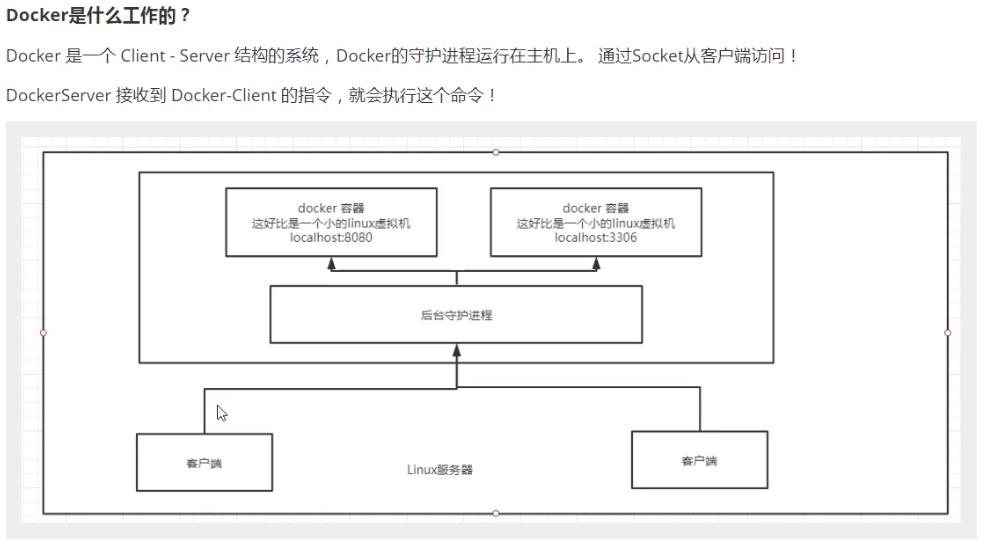 Docker是什么工作的？
Docker 是一个 Client - Server 结构的系统，Docker的守护进程运行在主机上。 通过Socket从客户端访问！
DockerServer 接收到 Docker-Client 的指令，就会执行这个命令！
docker 容器
这好比是一个小的linux虚拟机
localhost:8080
docker 容器
这好比是一个小的linux虚拟机
localhost:3306
后台守护进程
客户端
Linux服务器
客户端